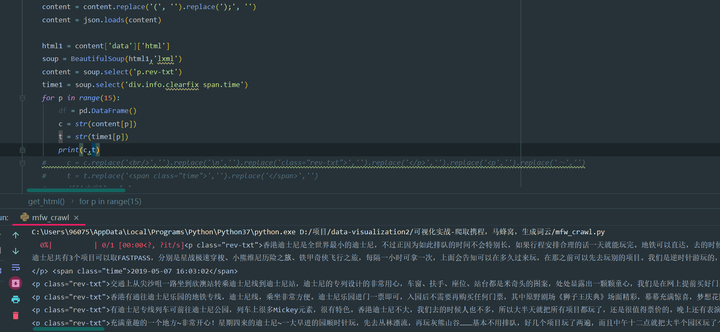 content = content.replace('(', '').replace(');', '')
content = json.loads(content)
html1 = content['data']['html']
soup = BeautifulSoup(html1,'lxml')
content = soup.select('p.rev-txt')
time1 = soup.select('div.info.clearfix span.time')
for p in range(15):
df = pd.DataFrame()
c = str(content[p])
t = str(time1[p])
print(c,t)
# c = c.replace('<br/>','').replace('\n','').replace('class="rev-txt">','').replace('</p>','').replace('<p','').replace(' ','')
# t = t.replace('<span class="time">','').replace('</span>','')
get_html() › for p in range(15)
un: mfw_crawl ×
C:\Users\96075\AppData\Local\Programs\Python\Python37\python.exe D:/项目/data-visualization2/可视化实战-爬取携程,马蜂窝,生成词云/mfw_crawl.py
0%| | 0/1 [00:00<?, ?it/s]<p class="rev-txt">香港迪士尼是全世界最小的迪士尼,不过正因为如此排队的时间不会特别长,如果行程安排合理的话一天就能玩完,地铁可以直达,去的时候
迪士尼共有3个项目可以取FASTPASS,分别是星战极速穿梭,小熊维尼历险之旅,铁甲奇侠飞行之旅,每隔一小时可拿一次,上面会告知可以在多久过来玩,在那之前可以先去玩别的项目,我们是逆时针游玩的,
</p> <span class="time">2019-05-07 16:03:02</span>
<p class="rev-txt">交通上从尖沙咀一路坐到欣澳站转乘迪士尼线到迪士尼站,迪士尼的专列设计的非常用心,车窗、扶手、座位、站台都是米奇头的图案,处处显露出一颗颗童心,我们是在网上提前买好门
<p class="rev-txt">香港有通往迪士尼乐园的地铁专线,迪士尼线,乘坐非常方便,迪士尼乐园进门一票即可,入园后不需要再购买任何门票,其中原野剧场《狮子王庆典》场面精彩,幕幕充满惊喜,梦想花
<p class="rev-txt">有迪士尼专线列车可前往迪士尼公园,列车上很多Mickey元素,很有特色,香港迪士尼不大,我们去的时候人也不多,所以大半天就把所有项目都玩了,还是很值得票价的,晚上还有表演
<p class="rev-txt">充满童趣的一个地方~非常开心!星期四来的迪士尼~一大早进的园顺时针玩,先去丛林漂流,再玩灰熊山谷……基本不用排队,好几个项目玩了两遍,而且中午十二点就把大半个园区玩了